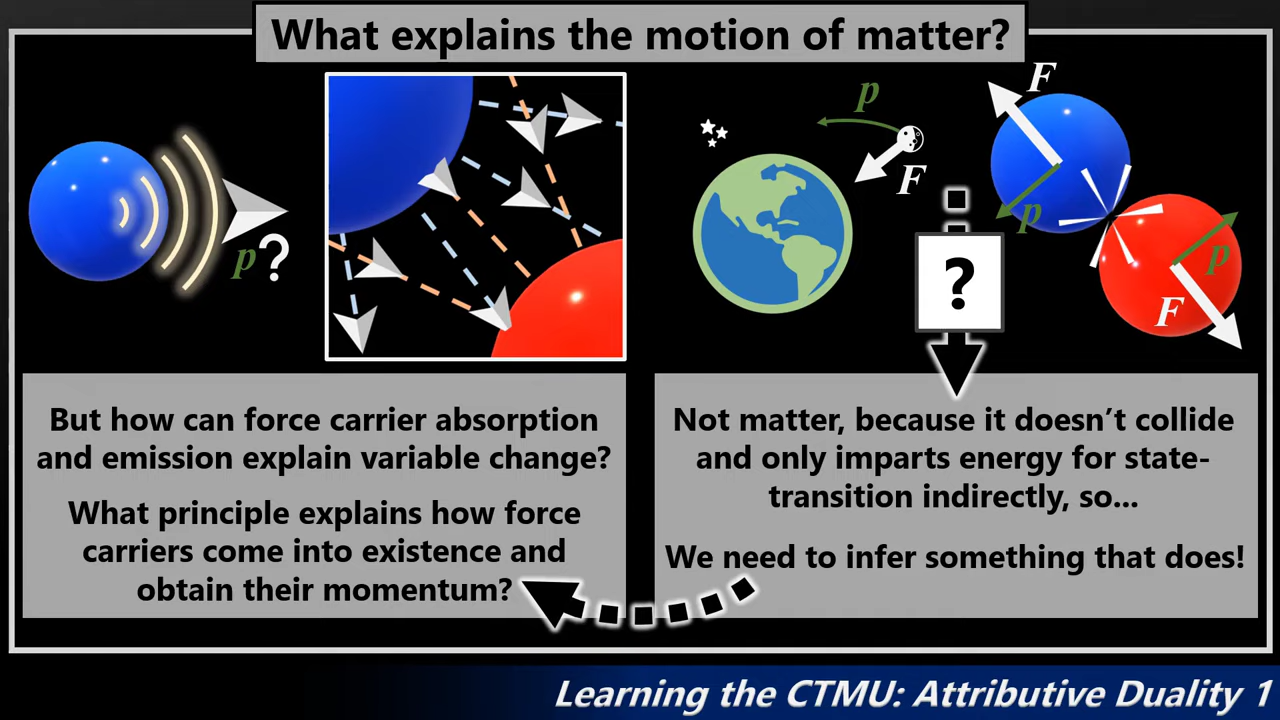 What explains the motion of matter?
p?
p
F
F
p
?
p
F
But how can force carrier absorption
and emission explain variable change?
What principle explains how force
carriers come into existence and
obtain their momentum?
Not matter, because it doesn't collide
and only imparts energy for state-
transition indirectly, so...
We need to infer something that does!
Learning the CTMU: Attributive Duality 1